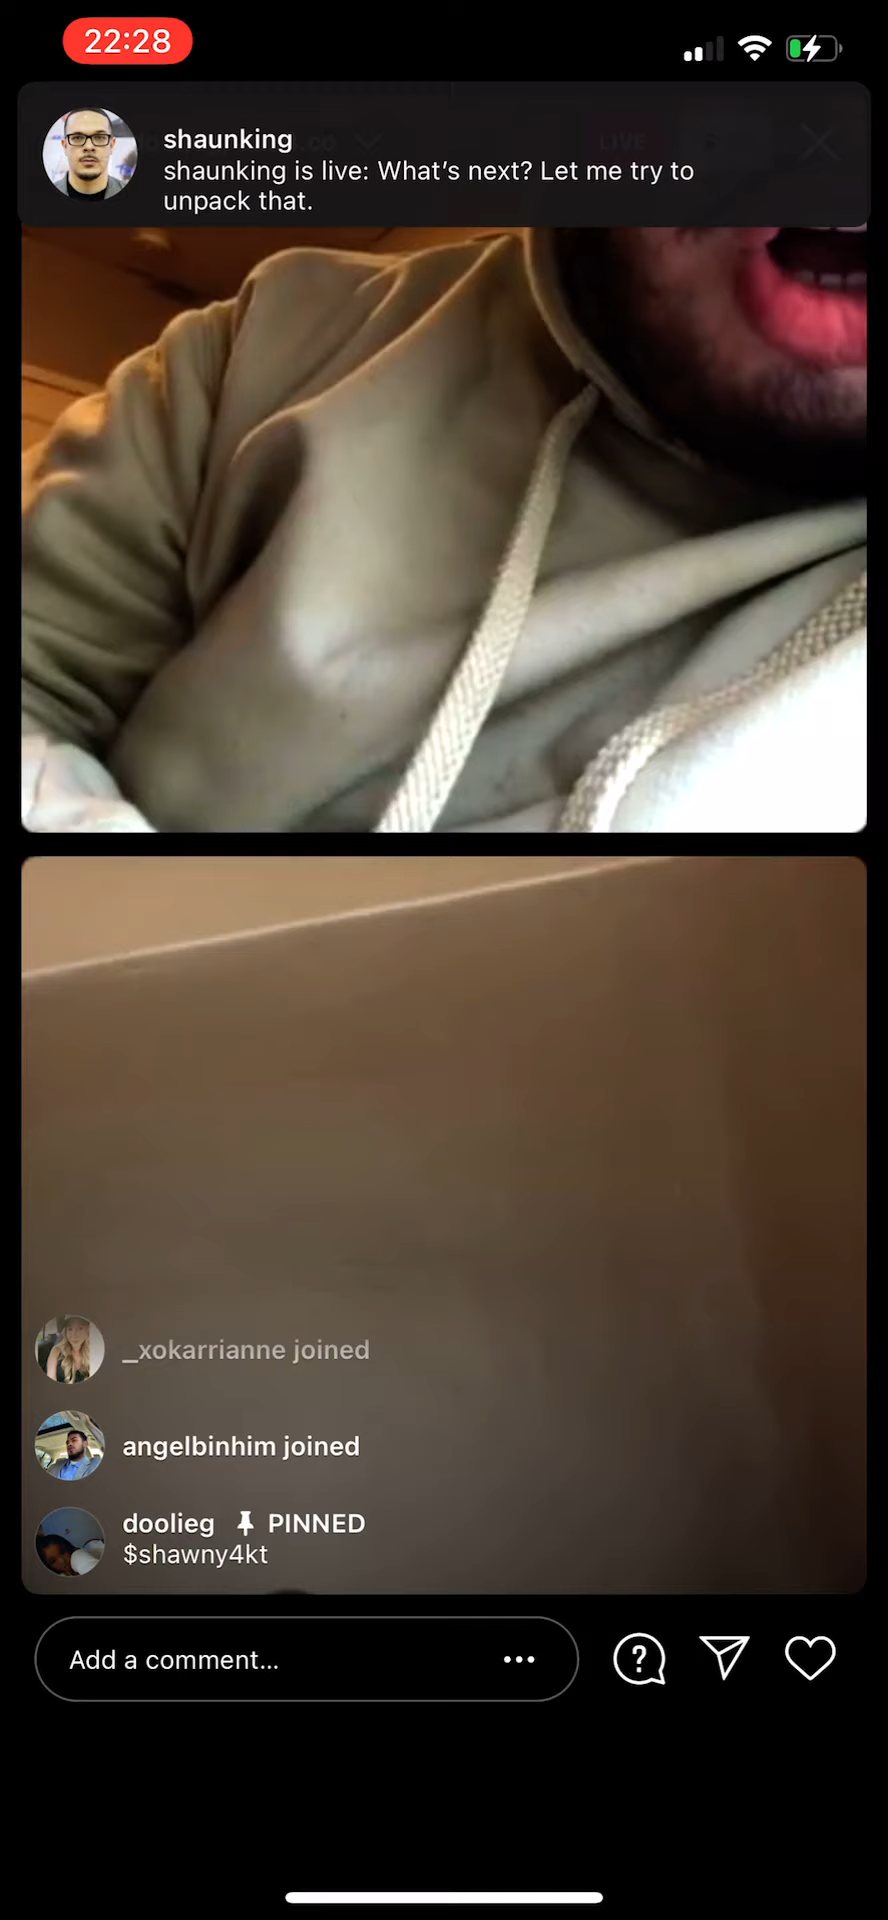 22:28
shaunking
shaunking is live: What's next? Let me try to
unpack that.
LIVE
_xokarrianne joined
angelbinhim joined
doolieg PINNED
$shawny4kt
Add a comment...